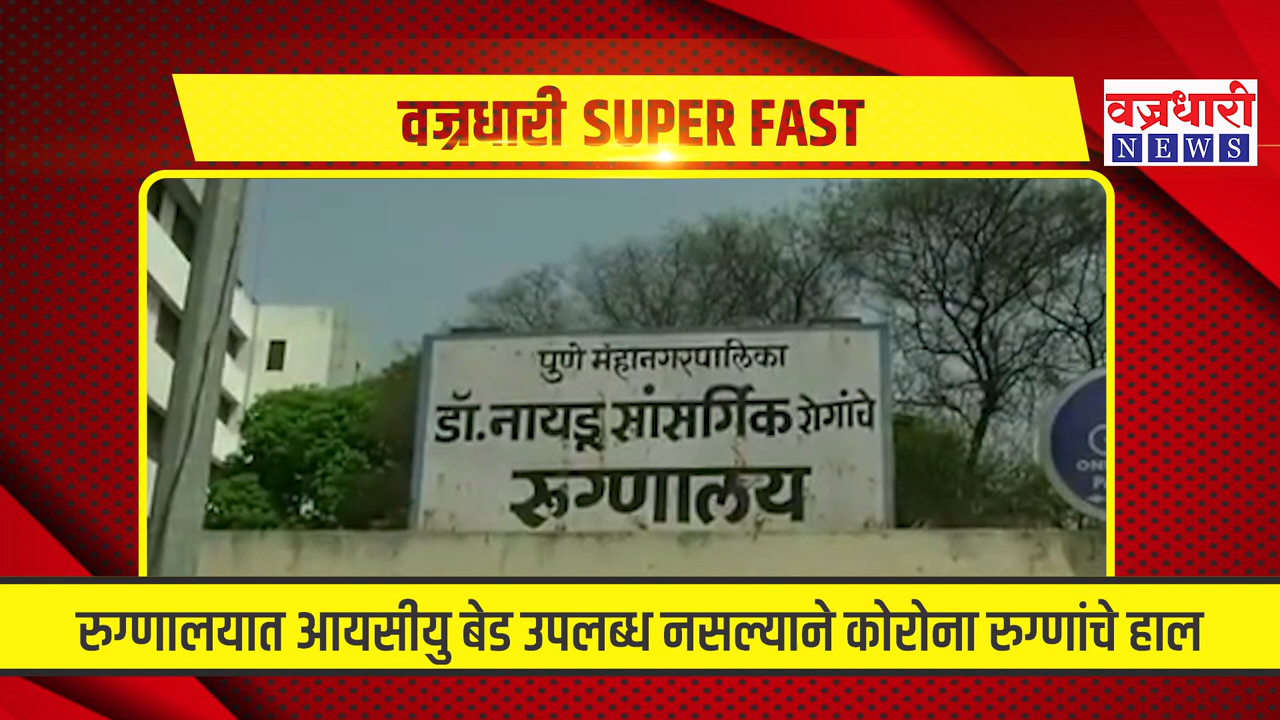 वज्रधारी SUPER FAST
वज्रधारी
NEWS
पुणे महानगरपालिका
डॉ.नायडू सांसर्गिक रोगांचे
रुग्णालय
रुग्णालयात आयसीयु बेड उपलब्ध नसल्याने कोरोना रुग्णांचे हाल